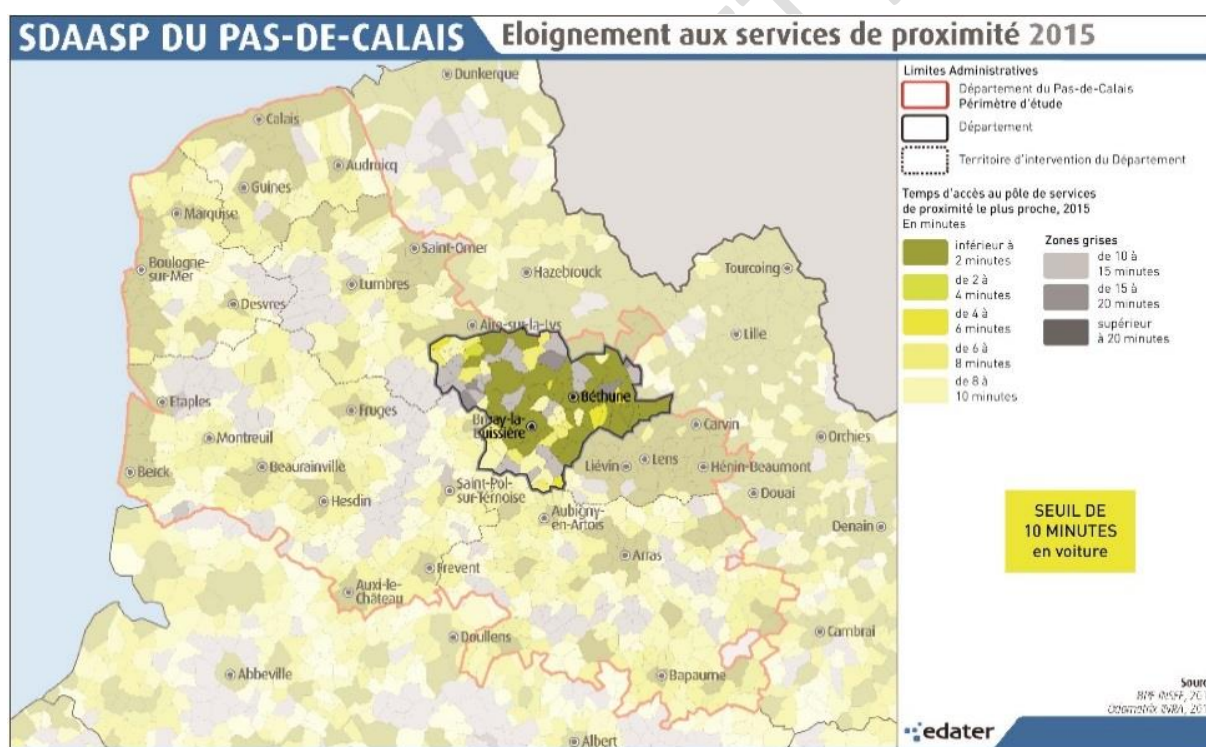 SDAASP DU PAS-DE-CALAIS
Eloignement aux services de proximité 2015
Limites Administratives
Département du Pas-de-Calais
Périmètre d'étude
Département
Territoire d'intervention du Département
Temps d'accès au pôle de services
de proximité le plus proche, 2015
En minutes
inférieur à
2 minutes
de 2 à
4 minutes
de 4 à
6 minutes
de 6 à
8 minutes
de 8 à
10 minutes
Zones grises
de 10 à
15 minutes
de 15 à
20 minutes
supérieur
à 20 minutes
SEUIL DE
10 MINUTES
en voiture
Dunkerque
Calais
Audruicq
Guines
Marquise
Saint-Omer
Boulogne-
sur-Mer
Hazebrouck
Tourcoing
Lumbres
Desvres
Aire-sur-la-Lys
Lille
Etaples
Fruges
Béthune
Bruay-la-
Buissière
Montreuil
Carvin
Orchies
Berck
Beaurainville
Liévin
Lens
Hénin-Beaumont
Hesdin
Saint-Pol-
sur-Ternoise
Douai
Aubigny-
en-Artois
Denain
Arras
Frévent
Auxi-le-
Château
Doullens
Cambrai
Abbeville
Bapaume
Albert
edater